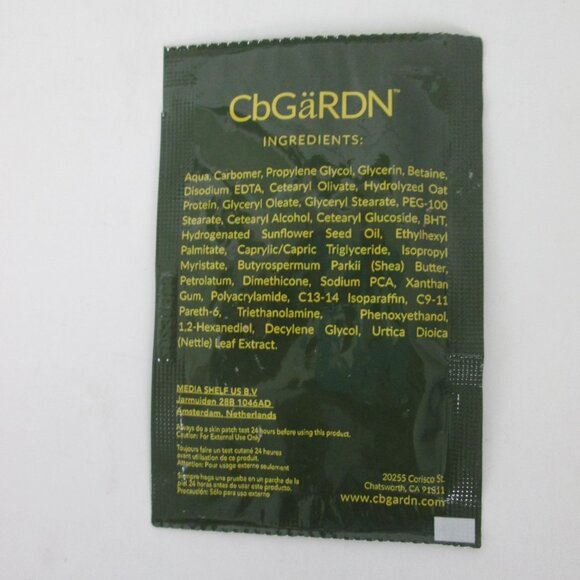 CbGäRDN™
INGREDIENTS:
Aqua, Carbomer, Propylene Glycol, Glycerin, Betaine,
Disodium EDTA, Cetearyl Olivate, Hydrolyzed Oat
Protein, Glyceryl Oleate, Glyceryl Stearate, PEG-100
Stearate, Cetearyl Alcohol, Cetearyl Glucoside, BHT,
Hydrogenated Sunflower Seed Oil, Ethylhexyl
Palmitate, Caprylic/Capric Triglyceride, Isopropyl
Myristate, Butyrospermum Parkii (Shea) Butter,
Petrolatum, Dimethicone, Sodium PCA, Xanthan
Gum, Polyacrylamide, C13-14 Isoparaffin, C9-11
Pareth-6, Triethanolamine, Phenoxyethanol,
1,2-Hexanediol, Decylene Glycol, Urtica Dioica
(Nettle) Leaf Extract.
MEDIA SHELF US B.V
Jarmuiden 28B 1046AD
Amsterdam, Netherlands
Always do a skin patch test 24 hours before using this product.
Caution: For External Use Only
Toujours faire un test cutané 24 heures
avant utilisation de ce produit.
Attention: Pour usage externe seulement
Siempre haga una prueba en un parche de la
piel 24 horas antes de usar este producto.
Precaución: Sólo para uso externo
20255 Corisco St.
Chatsworth, CA 91311
www.cbgardn.com